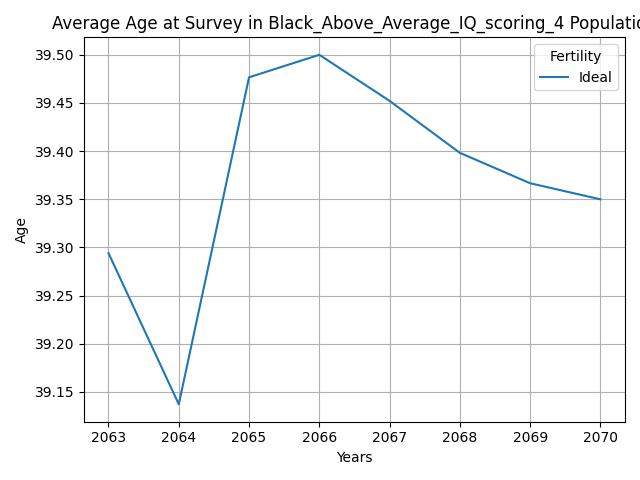 Average Age at Survey in Black_Above_Average_IQ_scoring_4 Populatio
Fertility
Ideal
39.50
39.45
39.40
39.35
39.30
39.25
39.20
39.15
Age
2063 2064 2065 2066 2067 2068 2069 2070
Years